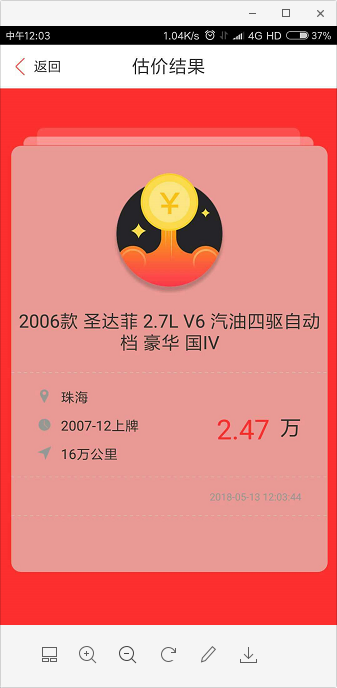 中午12:03
1.04K/s 4G HD 37%
返回
估价结果
¥
2006款 圣达菲 2.7L V6 汽油四驱自动
档 豪华 国IV
珠海
2007-12上牌
2.47 万
16万公里
2018-05-13 12:03:44